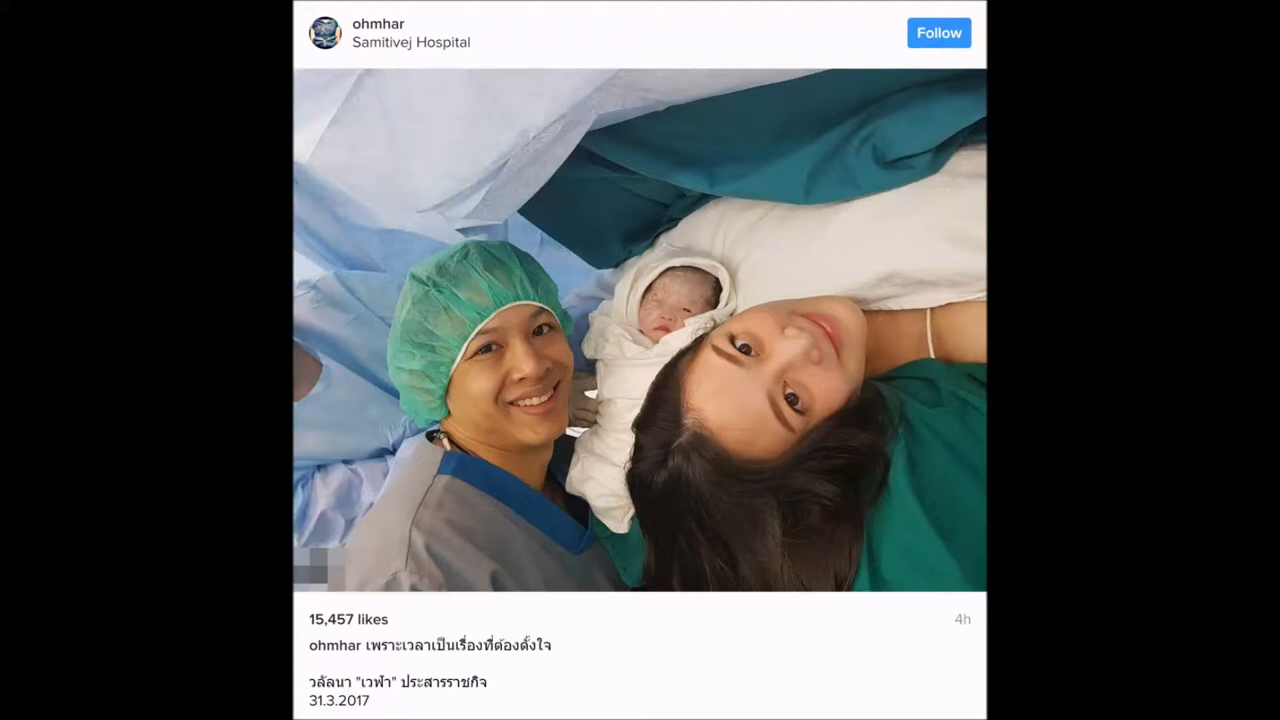 ohmhar
Follow
Samitivej Hospital
15,457 likes
4h
ohmhar เพราะเวลาเป็นเรื่องที่ต้องตั้งใจ
วลัลนา "เวฬา" ประสารราชกิจ
31.3.2017